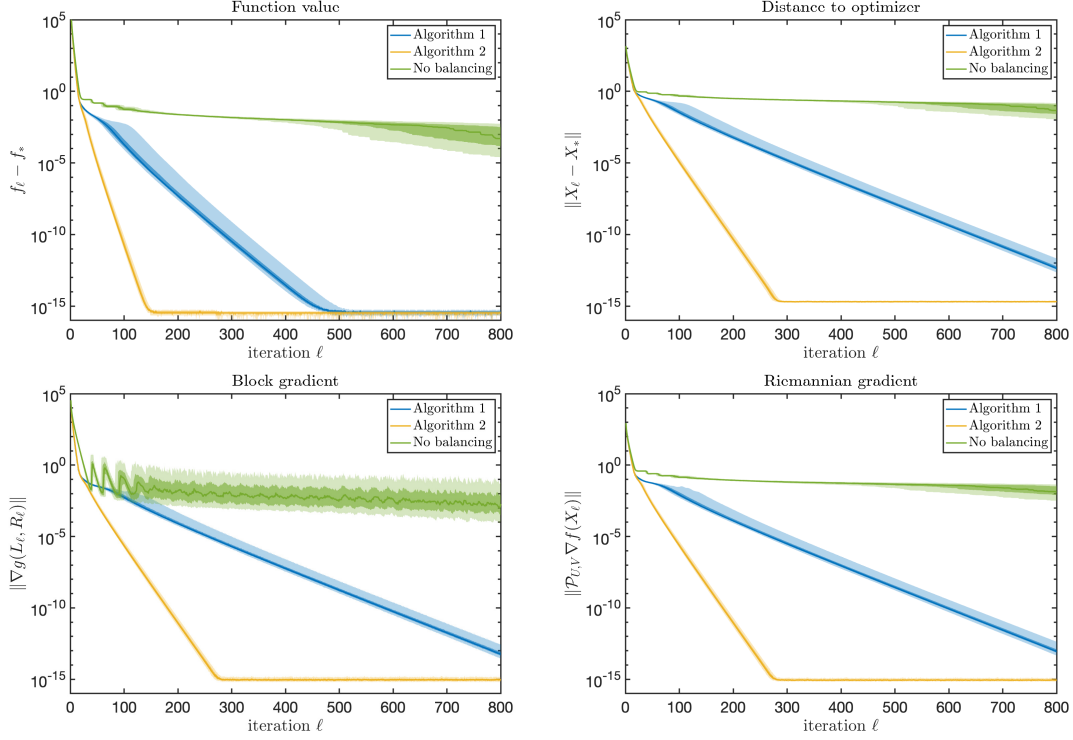 Function value
10^5
10^0
10^-5
10^-10
10^-15
f_ℓ − f_*
Algorithm 1
Algorithm 2
No balancing
0 100 200 300 400 500 600 700 800
iteration ℓ
Distance to optimizer
10^5
10^0
10^-5
10^-10
10^-15
‖X_ℓ − X_*‖
Algorithm 1
Algorithm 2
No balancing
0 100 200 300 400 500 600 700 800
iteration ℓ
Block gradient
10^5
10^0
10^-5
10^-10
10^-15
‖∇g(L_ℓ, R_ℓ)‖
Algorithm 1
Algorithm 2
No balancing
0 100 200 300 400 500 600 700 800
iteration ℓ
Riemannian gradient
10^5
10^0
10^-5
10^-10
10^-15
‖𝒫_{U,V} ∇f(X_ℓ)‖
Algorithm 1
Algorithm 2
No balancing
0 100 200 300 400 500 600 700 800
iteration ℓ